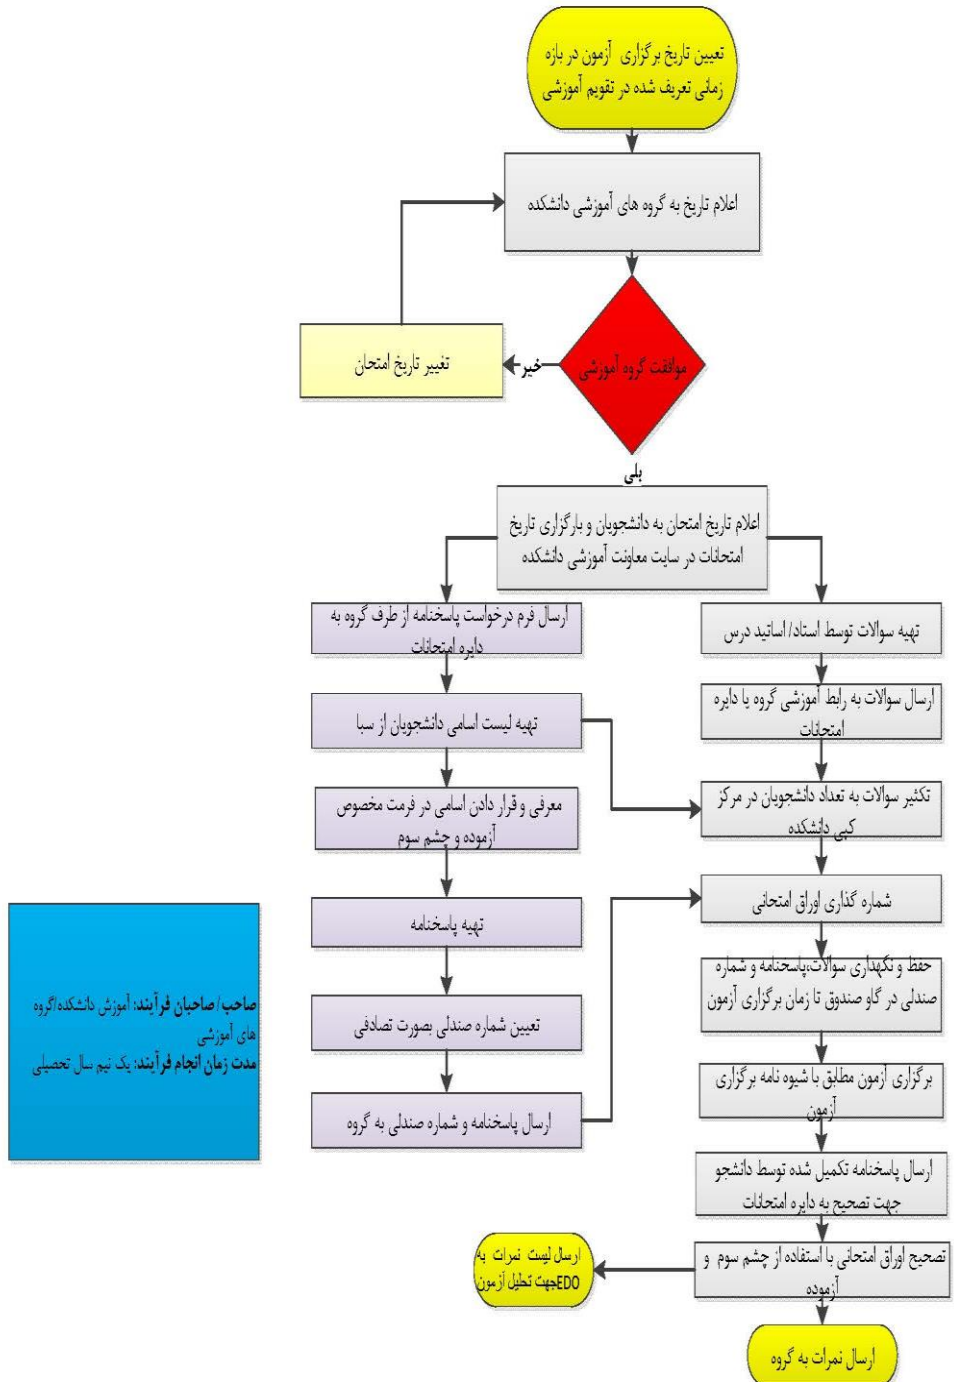 تعیین تاریخ برگزاری آزمون در بازه
زمانی تعریف شده در تقویم آموزشی
اعلام تاریخ به گروه های آموزشی دانشکده
موافقت گروه آموزشی
خیر
تغییر تاریخ امتحان
بلی
اعلام تاریخ امتحان به دانشجویان و بارگزاری تاریخ
امتحانات در سایت معاونت آموزشی دانشکده
تهیه سوالات توسط استاد/ اساتید درس
ارسال سوالات به رابط آموزشی گروه یا دایره
امتحانات
تکثیر سوالات به تعداد دانشجویان در مرکز
کپی دانشکده
شماره گذاری اوراق امتحانی
حفظ و نگهداری سوالات،پاسخنامه و شماره
صندلی در گاو صندوق تا زمان برگزاری آزمون
برگزاری آزمون مطابق با شیوه نامه برگزاری
آزمون
ارسال پاسخنامه تکمیل شده توسط دانشجو
جهت تصحیح به دایره امتحانات
تصحیح اوراق امتحانی با استفاده از چشم سوم و
آزموده
ارسال نمرات به گروه
ارسال لیست نمرات به
EDOجهت تحلیل آزمون
ارسال فرم درخواست پاسخنامه از طرف گروه به
دایره امتحانات
تهیه لیست اسامی دانشجویان از سبا
معرفی و قرار دادن اسامی در فرمت مخصوص
آزموده و چشم سوم
تهیه پاسخنامه
تعیین شماره صندلی بصورت تصادفی
ارسال پاسخنامه و شماره صندلی به گروه
صاحب/ صاحبان فرآیند: آموزش دانشکده/گروه
های آموزشی
مدت زمان انجام فرآیند: یک نیم سال تحصیلی